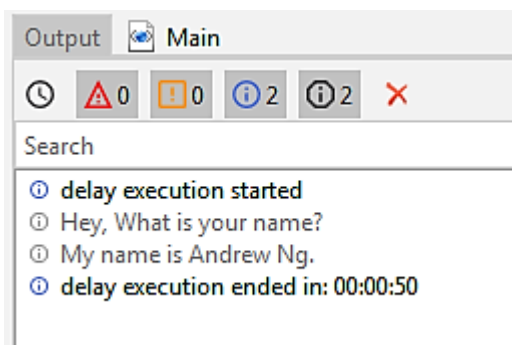 Output Main
0 0 2 2
Search
delay execution started
Hey, What is your name?
My name is Andrew Ng.
delay execution ended in: 00:00:50